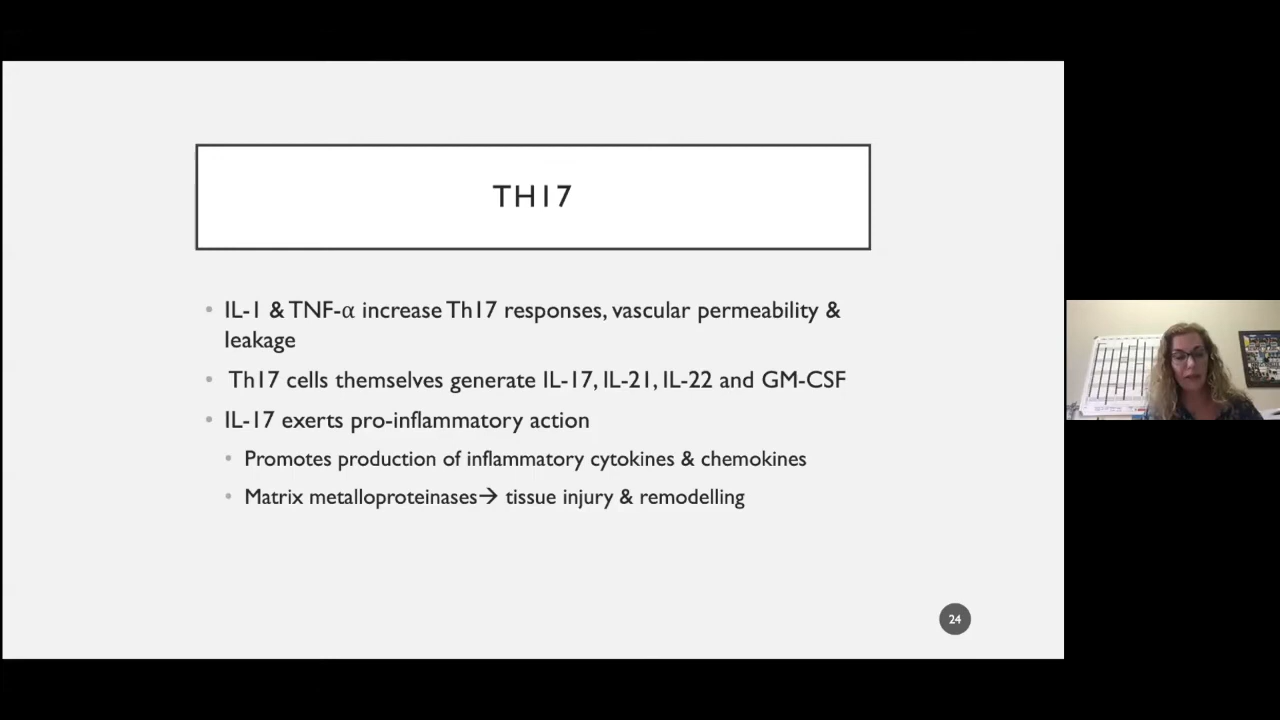 TH17
• IL-1 & TNF-α increase Th17 responses, vascular permeability &
leakage
• Th17 cells themselves generate IL-17, IL-21, IL-22 and GM-CSF
• IL-17 exerts pro-inflammatory action
• Promotes production of inflammatory cytokines & chemokines
• Matrix metalloproteinases→ tissue injury & remodelling
24